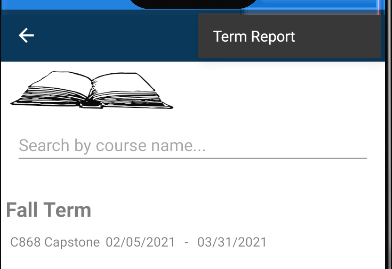 Term Report
Search by course name...
Fall Term
C868 Capstone 02/05/2021 - 03/31/2021